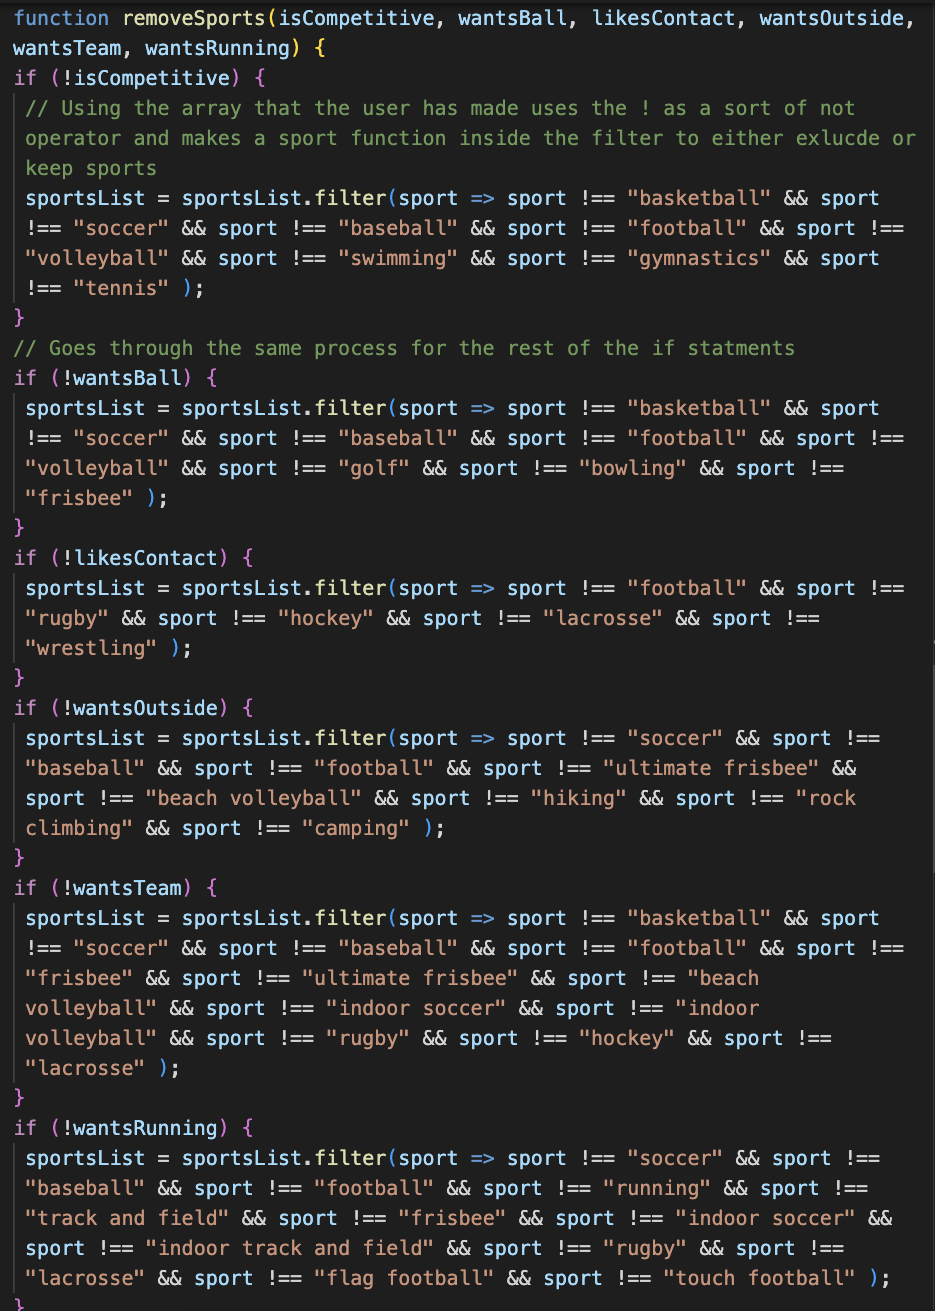 function removeSports(isCompetitive, wantsBall, likesContact, wantsOutside,
wantsTeam, wantsRunning) {
if (!isCompetitive) {
// Using the array that the user has made uses the ! as a sort of not
operator and makes a sport function inside the filter to either exlucde or
keep sports
sportsList = sportsList.filter(sport => sport !== "basketball" && sport
!== "soccer" && sport !== "baseball" && sport !== "football" && sport !==
"volleyball" && sport !== "swimming" && sport !== "gymnastics" && sport
!== "tennis" );
}
// Goes through the same process for the rest of the if statments
if (!wantsBall) {
sportsList = sportsList.filter(sport => sport !== "basketball" && sport
!== "soccer" && sport !== "baseball" && sport !== "football" && sport !==
"volleyball" && sport !== "golf" && sport !== "bowling" && sport !==
"frisbee" );
}
if (!likesContact) {
sportsList = sportsList.filter(sport => sport !== "football" && sport !==
"rugby" && sport !== "hockey" && sport !== "lacrosse" && sport !==
"wrestling" );
}
if (!wantsOutside) {
sportsList = sportsList.filter(sport => sport !== "soccer" && sport !==
"baseball" && sport !== "football" && sport !== "ultimate frisbee" &&
sport !== "beach volleyball" && sport !== "hiking" && sport !== "rock
climbing" && sport !== "camping" );
}
if (!wantsTeam) {
sportsList = sportsList.filter(sport => sport !== "basketball" && sport
!== "soccer" && sport !== "baseball" && sport !== "football" && sport !==
"frisbee" && sport !== "ultimate frisbee" && sport !== "beach
volleyball" && sport !== "indoor soccer" && sport !== "indoor
volleyball" && sport !== "rugby" && sport !== "hockey" && sport !==
"lacrosse" );
}
if (!wantsRunning) {
sportsList = sportsList.filter(sport => sport !== "soccer" && sport !==
"baseball" && sport !== "football" && sport !== "running" && sport !==
"track and field" && sport !== "frisbee" && sport !== "indoor soccer" &&
sport !== "indoor track and field" && sport !== "rugby" && sport !==
"lacrosse" && sport !== "flag football" && sport !== "touch football" );
}